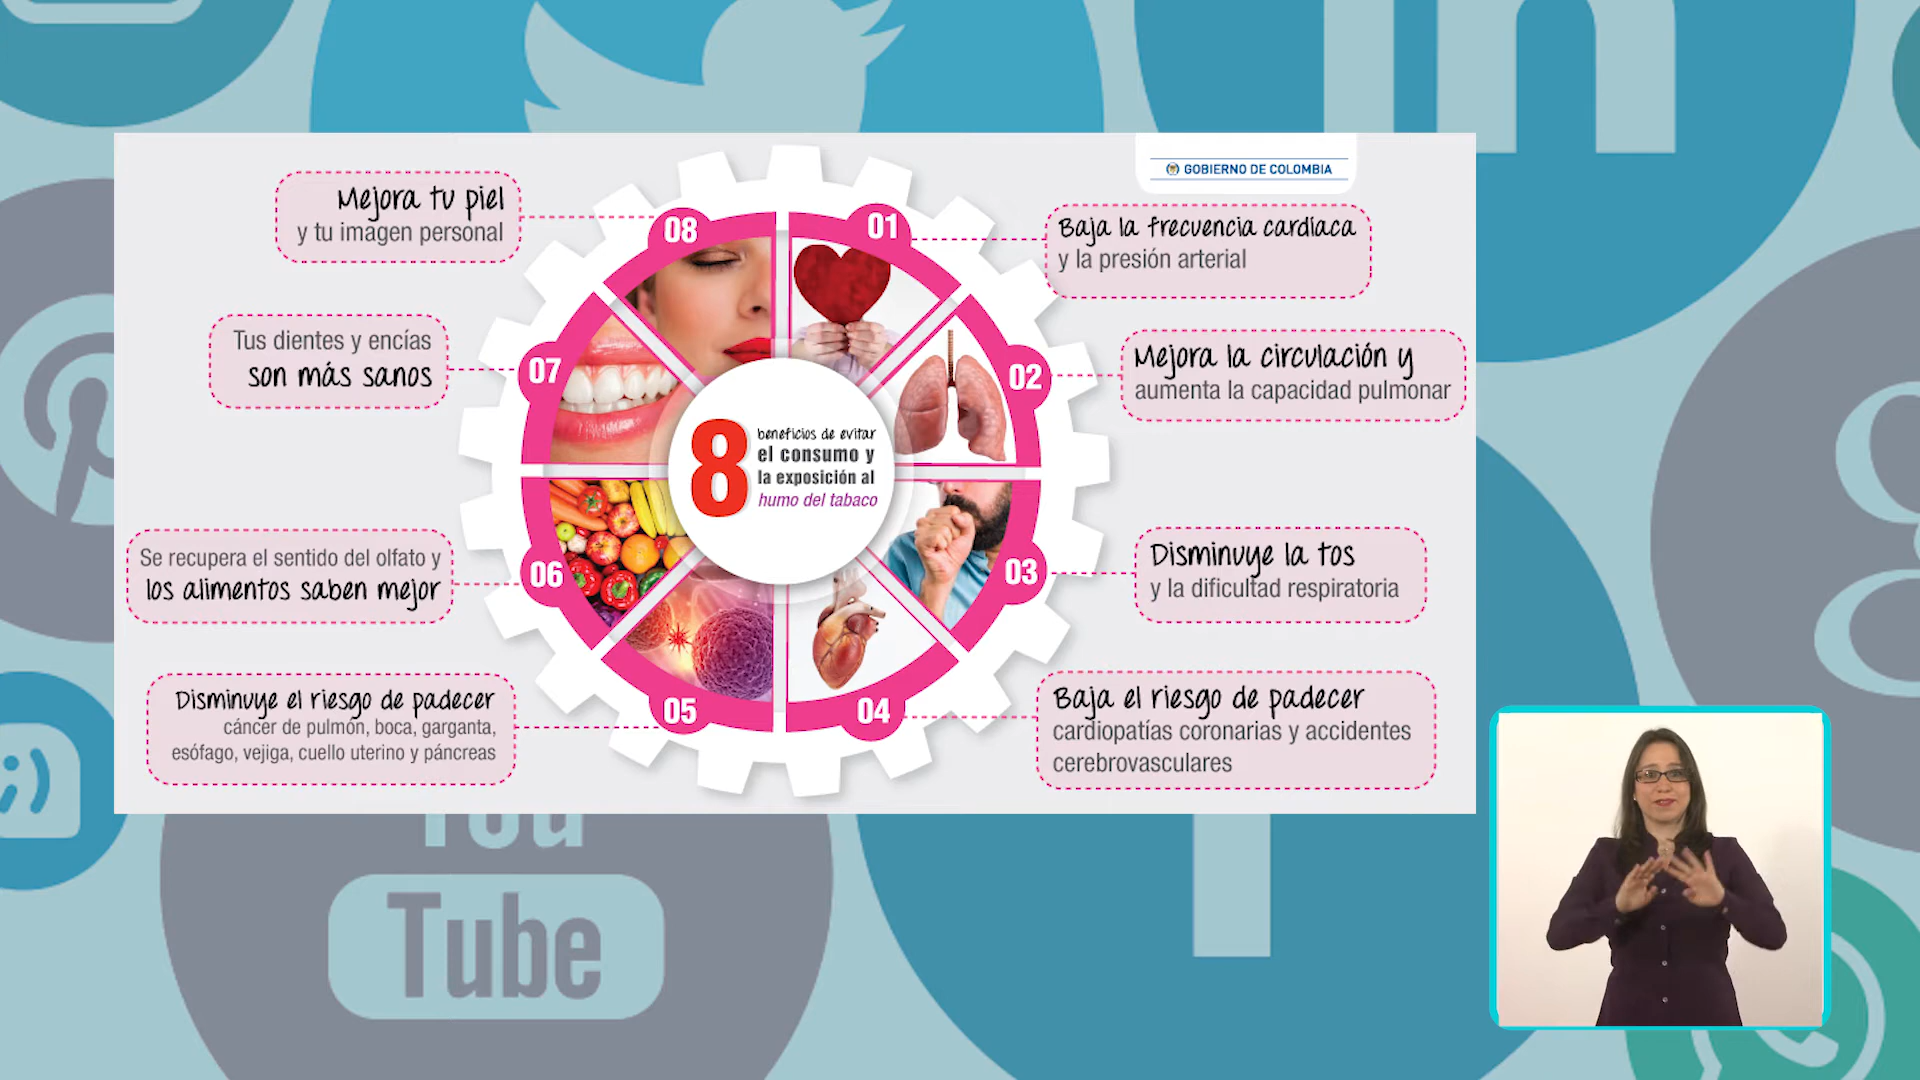 GOBIERNO DE COLOMBIA
8
beneficios de evitar
el consumo y
la exposición al
humo del tabaco
01
Baja la frecuencia cardíaca
y la presión arterial
02
Mejora la circulación y
aumenta la capacidad pulmonar
03
Disminuye la tos
y la dificultad respiratoria
04
Baja el riesgo de padecer
cardiopatías coronarias y accidentes
cerebrovasculares
05
Disminuye el riesgo de padecer
cáncer de pulmón, boca, garganta,
esófago, vejiga, cuello uterino y páncreas
06
Se recupera el sentido del olfato y
los alimentos saben mejor
07
Tus dientes y encías
son más sanos
08
Mejora tu piel
y tu imagen personal
in
You
Tube